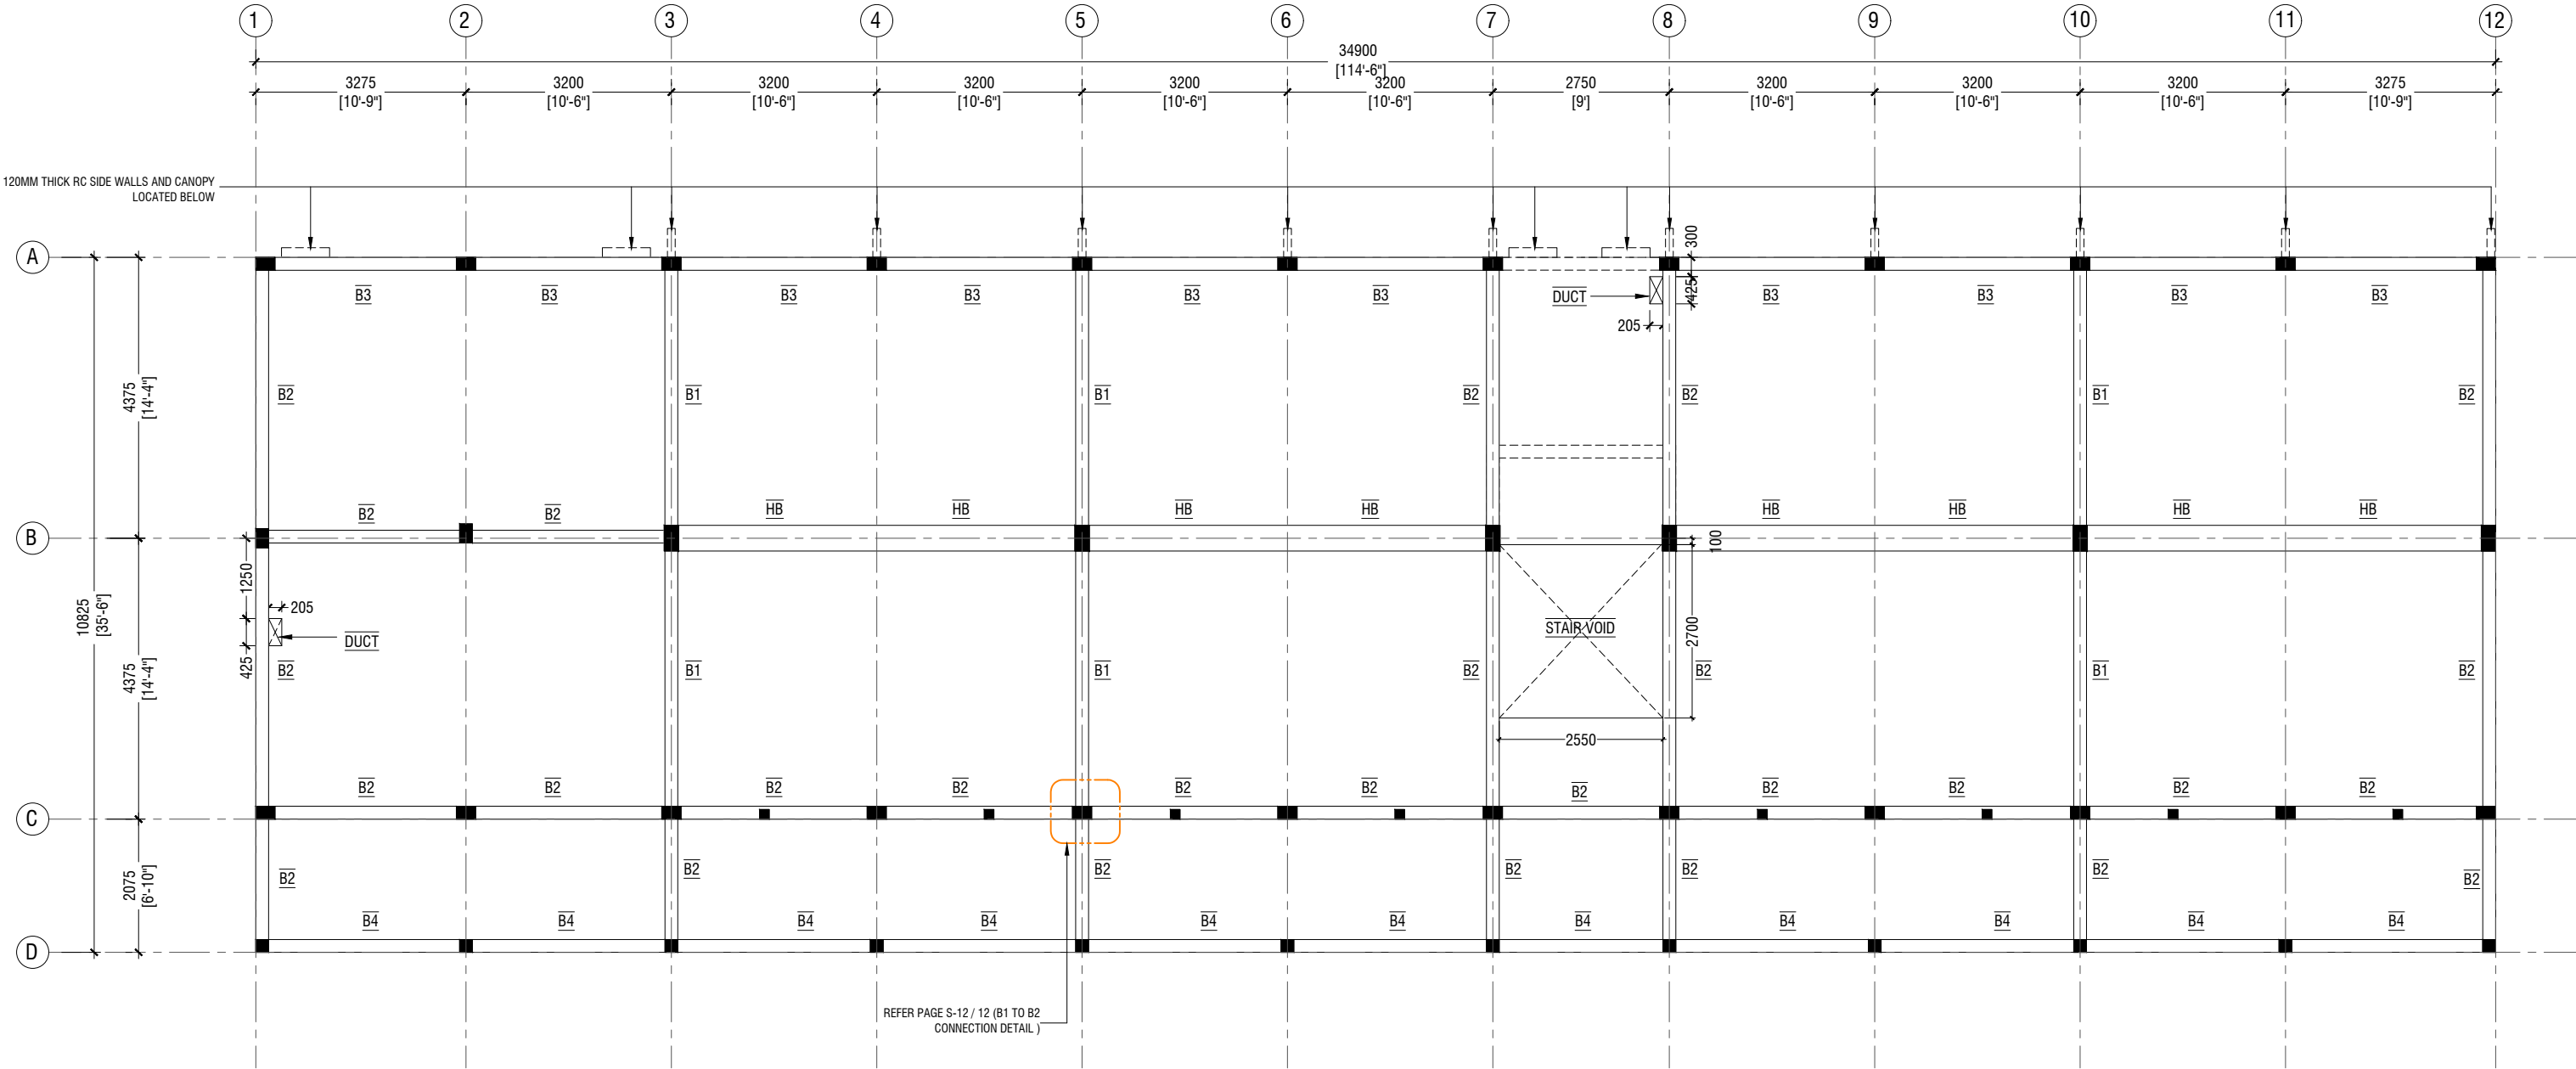 1 2 3 4 5 6 7 8 9 10 11 12
34900
[114'-6"]
3275 3200 3200 3200 3200 3200 2750 3200 3200 3200 3275
[10'-9"] [10'-6"] [10'-6"] [10'-6"] [10'-6"] [10'-6"] [9'] [10'-6"] [10'-6"] [10'-6"] [10'-9"]
120MM THICK RC SIDE WALLS AND CANOPY
LOCATED BELOW
A
300
B3 B3 B3 B3 B3 B3 DUCT 425 B3 B3 B3 B3
205
4375
[14'-4"]
B2 B1 B1 B2 B2 B1 B2
B2 B2 HB HB HB HB HB HB HB HB
B
100
1250
205
10825
[35'-6"]
STAIR VOID
2700
DUCT
425
4375
[14'-4"]
B2 B1 B1 B2 B2 B1 B2
2550
B2 B2 B2 B2 B2 B2 B2 B2 B2 B2 B2
C
2075
[6'-10"]
B2 B2 B2 B2 B2 B2 B2
B4 B4 B4 B4 B4 B4 B4 B4 B4 B4 B4
D
REFER PAGE S-12 / 12 (B1 TO B2
CONNECTION DETAIL )